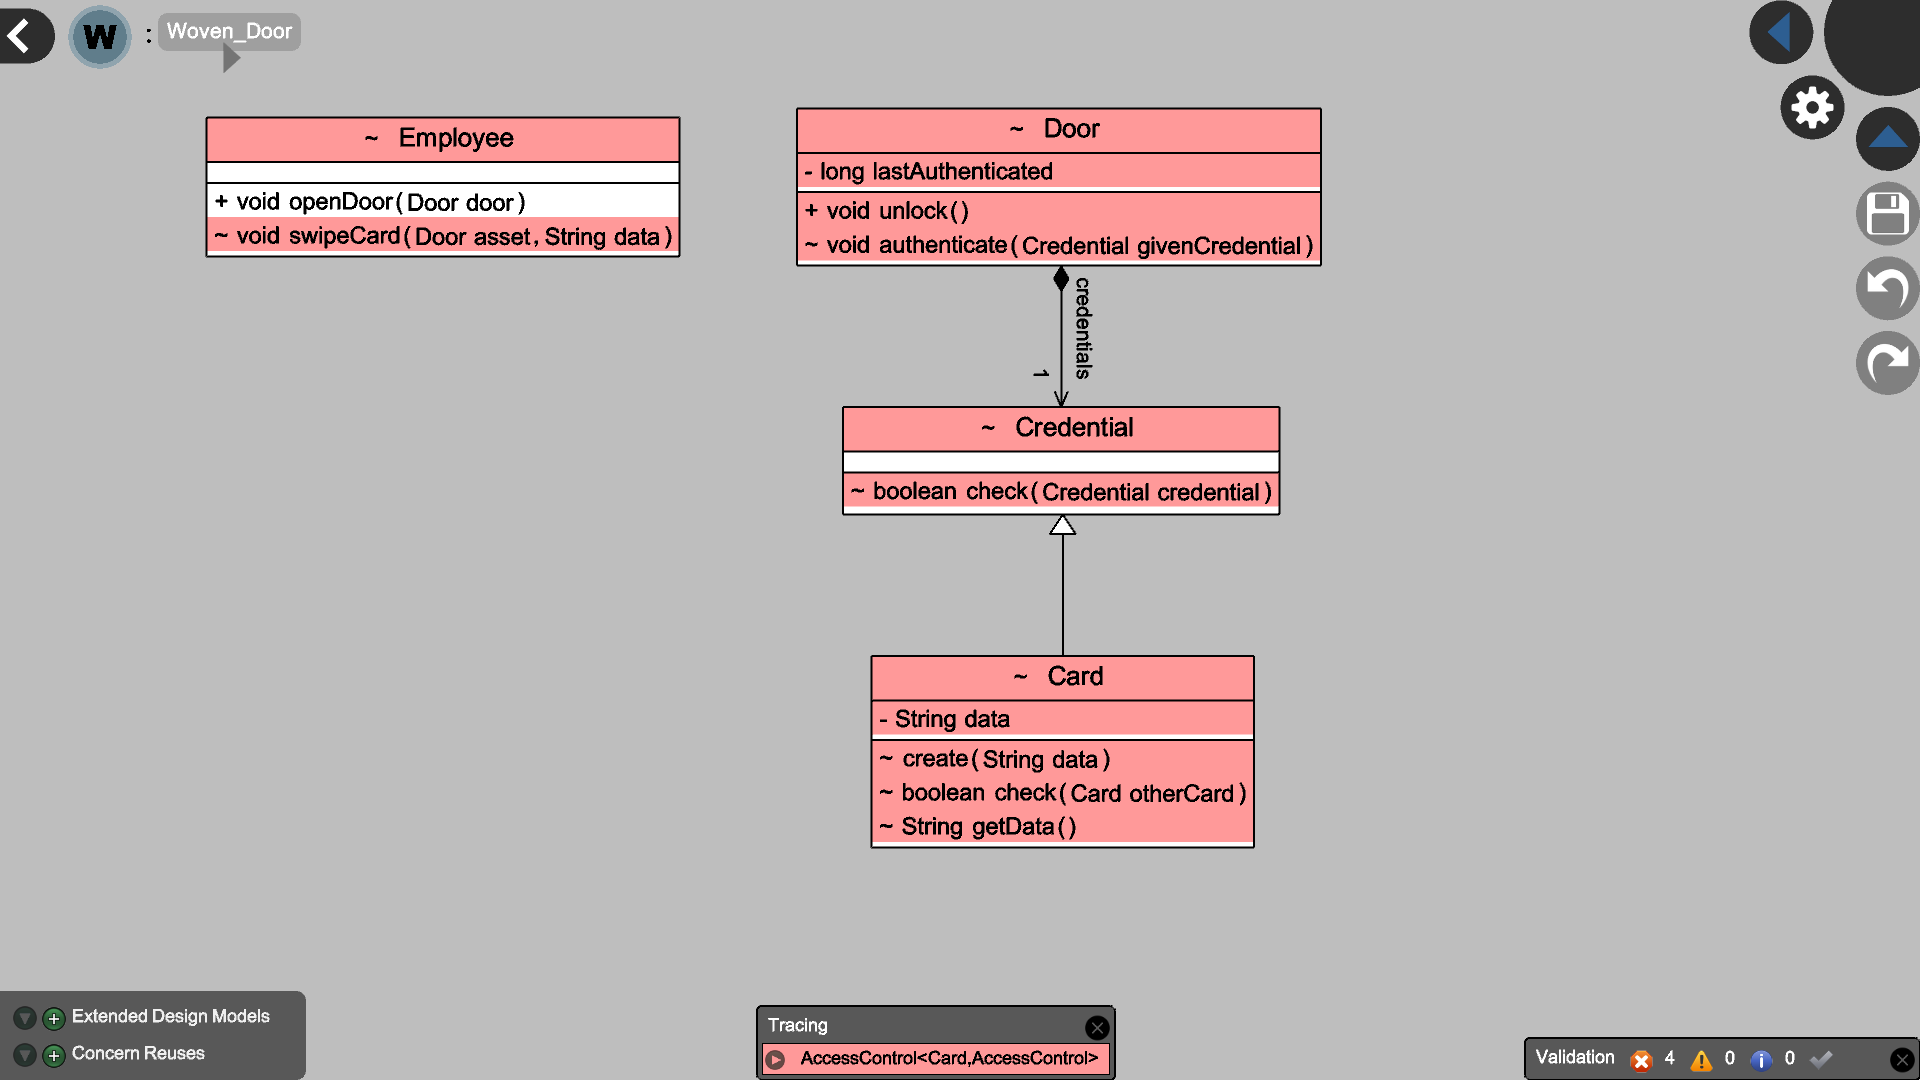 W : Woven_Door
~ Employee
+ void openDoor(Door door)
~ void swipeCard(Door asset, String data)
~ Door
- long lastAuthenticated
+ void unlock()
~ void authenticate(Credential givenCredential)
credentials
1
~ Credential
~ boolean check(Credential credential)
~ Card
- String data
~ create(String data)
~ boolean check(Card otherCard)
~ String getData()
Extended Design Models
Concern Reuses
Tracing
AccessControl<Card,AccessControl>
Validation 4 0 0